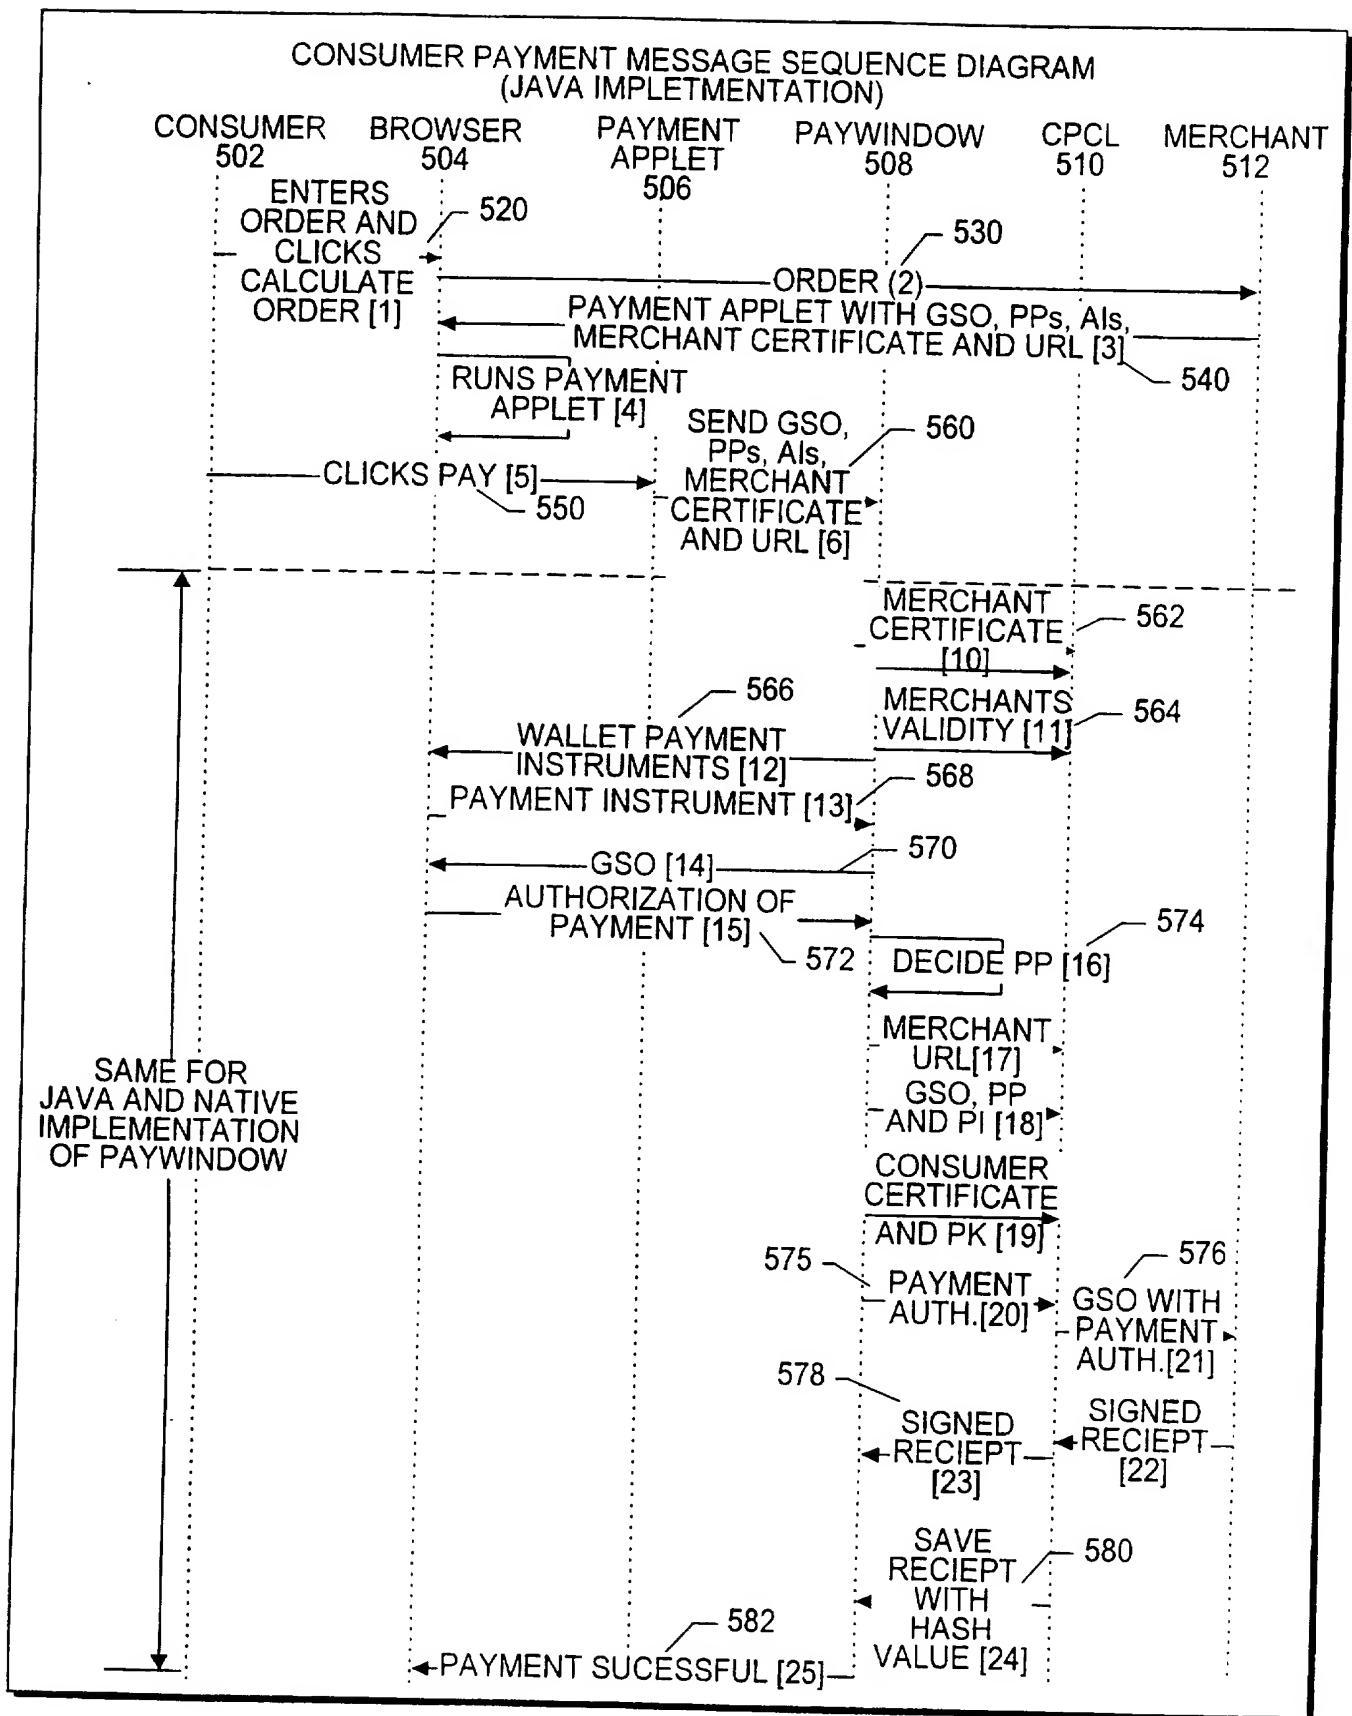 CONSUMER PAYMENT MESSAGE SEQUENCE DIAGRAM
(JAVA IMPLETMENTATION)
CONSUMER
502
BROWSER
504
PAYMENT
APPLET
506
PAYWINDOW
508
CPCL
510
MERCHANT
512
ENTERS
ORDER AND
CLICKS
CALCULATE
ORDER [1]
520
530
ORDER (2)
PAYMENT APPLET WITH GSO, PPs, AIs,
MERCHANT CERTIFICATE AND URL [3]
540
RUNS PAYMENT
APPLET [4]
SEND GSO,
PPs, AIs,
MERCHANT
CERTIFICATE
AND URL [6]
560
CLICKS PAY [5]
550
MERCHANT
CERTIFICATE
[10]
562
566
MERCHANTS
VALIDITY [11]
564
WALLET PAYMENT
INSTRUMENTS [12]
568
PAYMENT INSTRUMENT [13]
570
GSO [14]
AUTHORIZATION OF
PAYMENT [15]
572
574
DECIDE PP [16]
MERCHANT
URL[17]
GSO, PP
AND PI [18]
SAME FOR
JAVA AND NATIVE
IMPLEMENTATION
OF PAYWINDOW
CONSUMER
CERTIFICATE
AND PK [19]
575
PAYMENT
AUTH.[20]
576
GSO WITH
PAYMENT
AUTH.[21]
578
SIGNED
RECIEPT
[23]
SIGNED
RECIEPT
[22]
SAVE
RECIEPT
WITH
HASH
VALUE [24]
580
582
PAYMENT SUCESSFUL [25]